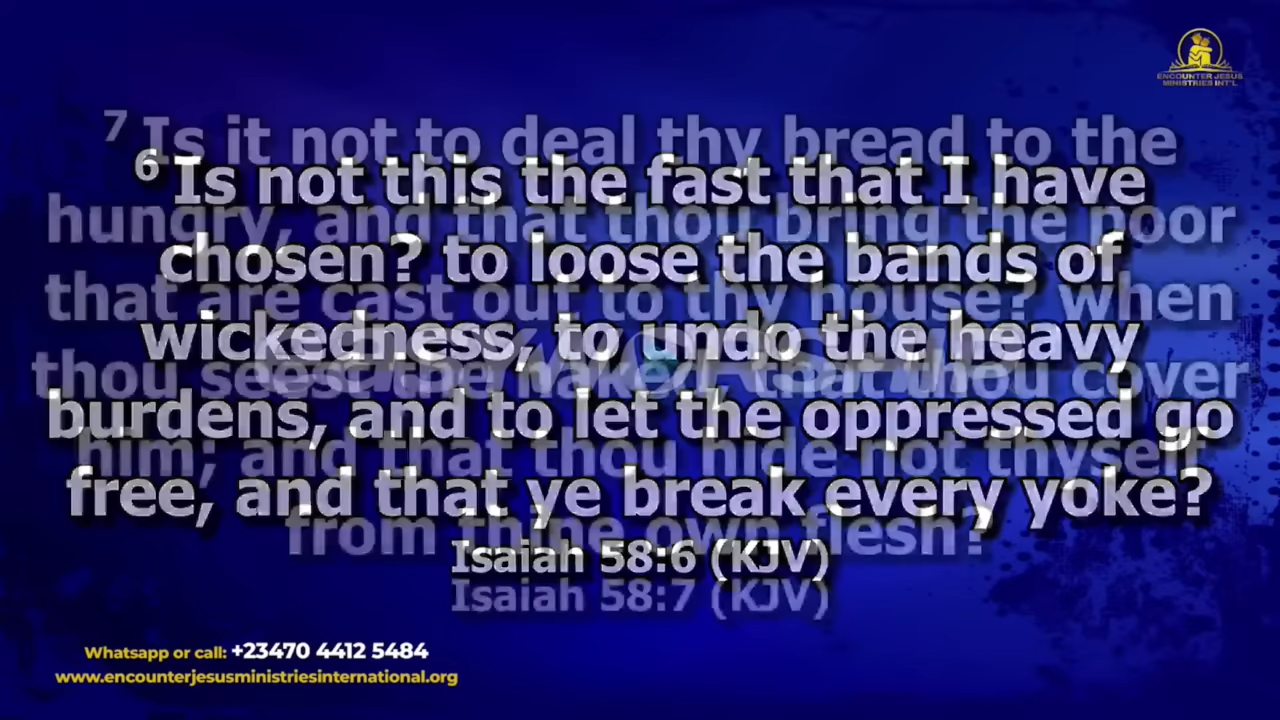 ENCOUNTER JESUS
MINISTRIES INT'L
6 Is not this the fast that I have
chosen? to loose the bands of
wickedness, to undo the heavy
burdens, and to let the oppressed go
free, and that ye break every yoke?
Isaiah 58:6 (KJV)
7 Is it not to deal thy bread to the
hungry, and that thou bring the poor
that are cast out to thy house? when
thou seest the naked, that thou cover
him; and that thou hide not thyself
from thine own flesh?
Isaiah 58:7 (KJV)
Whatsapp or call: +23470 4412 5484
www.encounterjesusministriesinternational.org